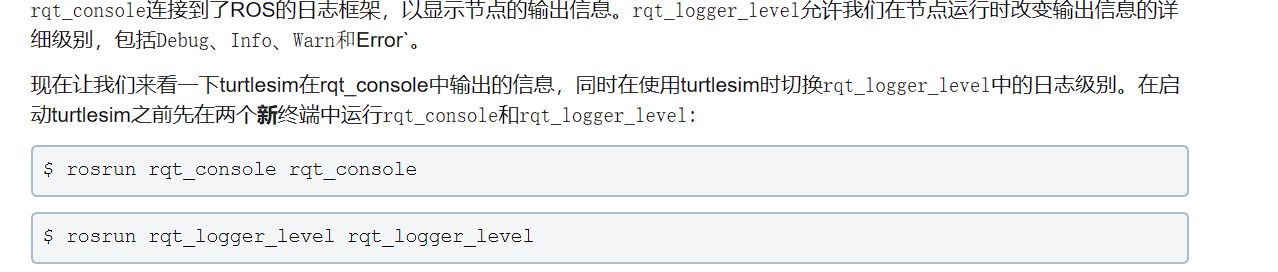 rqt_console连接到了ROS的日志框架，以显示节点的输出信息。rqt_logger_level允许我们在节点运行时改变输出信息的详
细级别，包括Debug、Info、Warn和Error`。
现在让我们来看一下turtlesim在rqt_console中输出的信息，同时在使用turtlesim时切换rqt_logger_level中的日志级别。在启
动turtlesim之前先在两个新终端中运行rqt_console和rqt_logger_level：
$ rosrun rqt_console rqt_console
$ rosrun rqt_logger_level rqt_logger_level